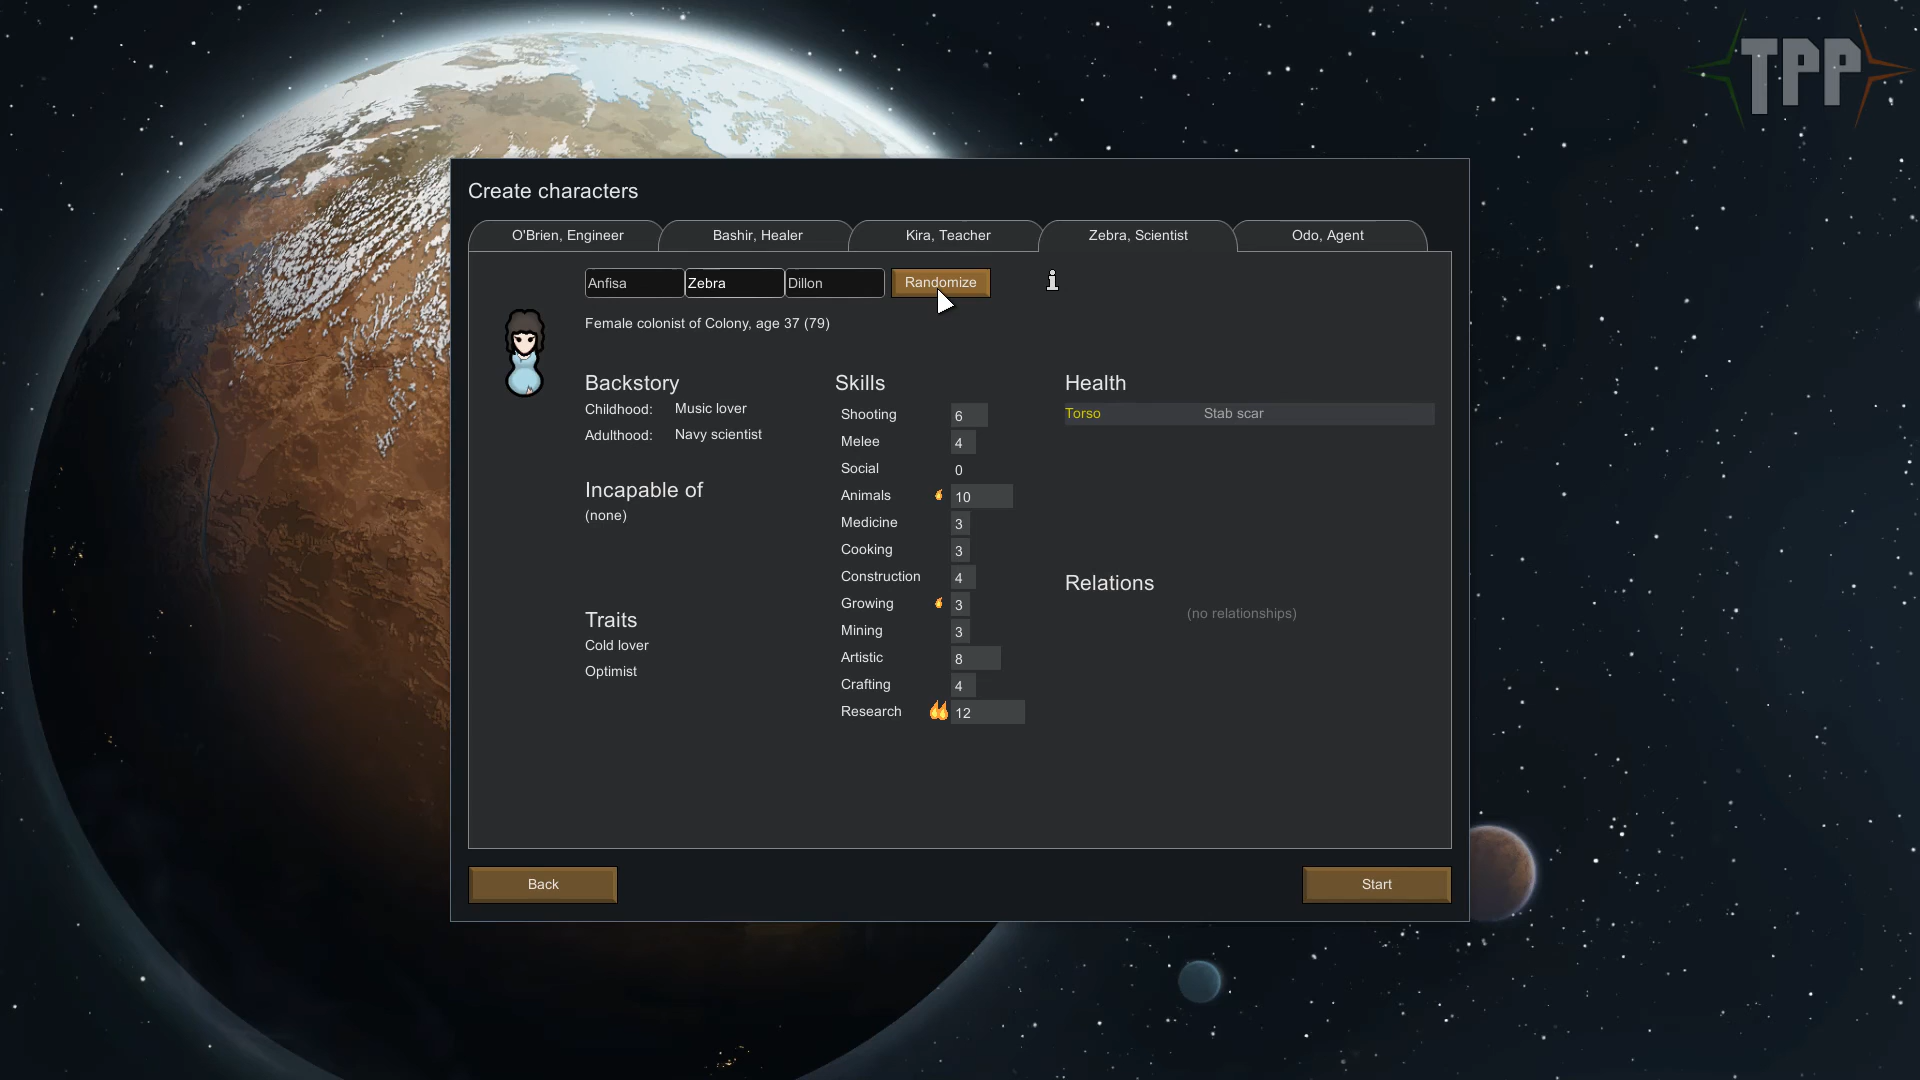 TPP
Create characters
O'Brien, Engineer
Bashir, Healer
Kira, Teacher
Zebra, Scientist
Odo, Agent
Anfisa
Zebra
Dillon
Randomize
Female colonist of Colony, age 37 (79)
Backstory
Childhood: Music lover
Adulthood: Navy scientist
Incapable of
(none)
Traits
Cold lover
Optimist
Skills
Shooting 6
Melee 4
Social 0
Animals 10
Medicine 3
Cooking 3
Construction 4
Growing 3
Mining 3
Artistic 8
Crafting 4
Research 12
Health
Torso Stab scar
Relations
(no relationships)
Back
Start